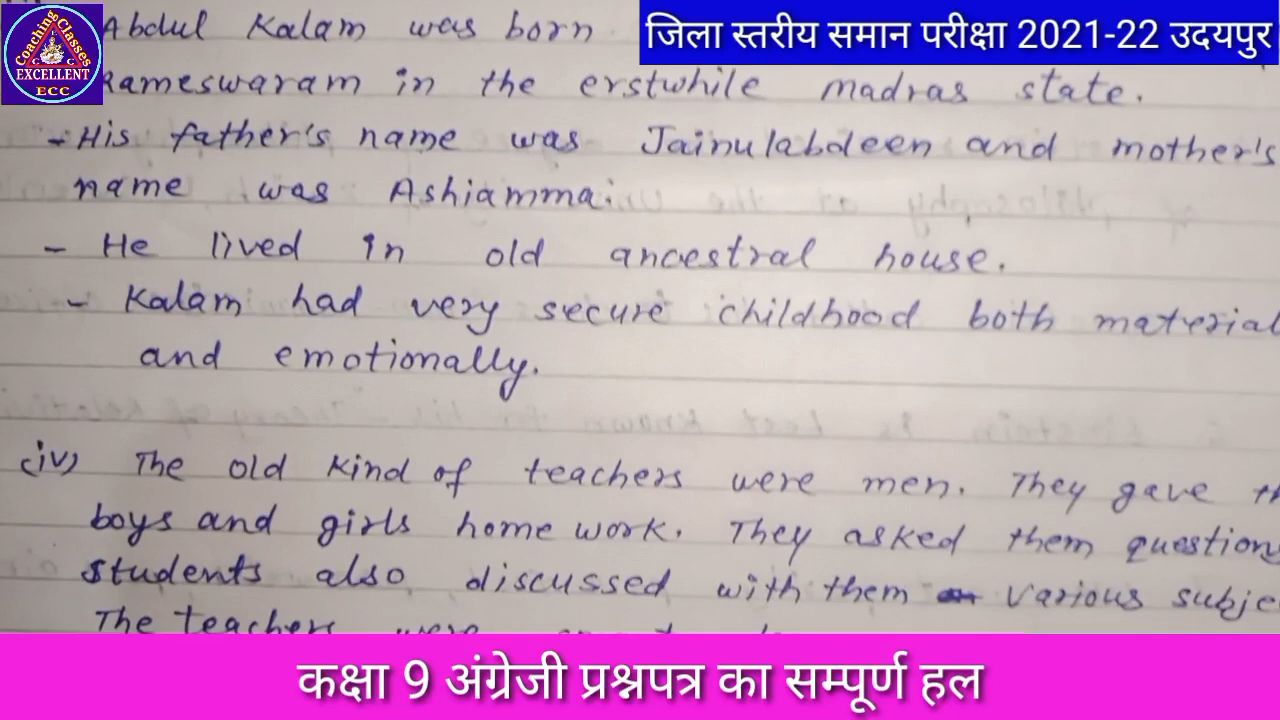 Coaching Classes
EXCELLENT
ECC
जिला स्तरीय समान परीक्षा 2021-22 उदयपुर
Abdul Kalam was born
Rameswaram in the erstwhile madras state.
- His father's name was Jainulabdeen and mother's
name was Ashiamma.
- He lived in old ancestral house.
- Kalam had very secure childhood both material
and emotionally.
(iv) The old kind of teachers were men. They gave th
boys and girls home work. They asked them question
students also discussed with them various subje
The teachers were
कक्षा 9 अंग्रेजी प्रश्नपत्र का सम्पूर्ण हल